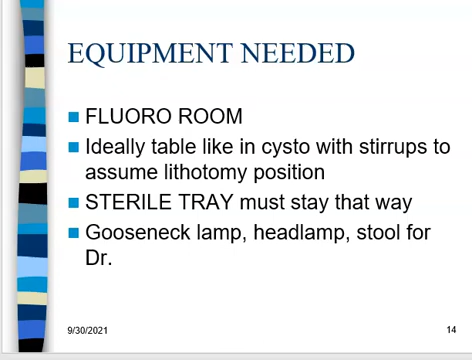 EQUIPMENT NEEDED
FLUORO ROOM
Ideally table like in cysto with stirrups to
assume lithotomy position
STERILE TRAY must stay that way
Gooseneck lamp, headlamp, stool for
Dr.
9/30/2021
14